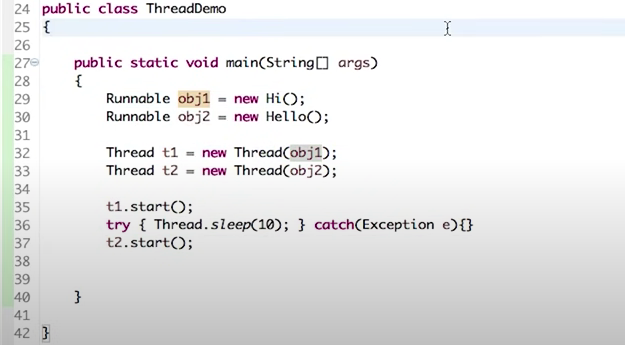 24 public class ThreadDemo
25 {
26
27 public static void main(String[] args)
28 {
29 Runnable obj1 = new Hi();
30 Runnable obj2 = new Hello();
31
32 Thread t1 = new Thread(obj1);
33 Thread t2 = new Thread(obj2);
34
35 t1.start();
36 try { Thread.sleep(10); } catch(Exception e){}
37 t2.start();
38
39
40 }
41
42 }